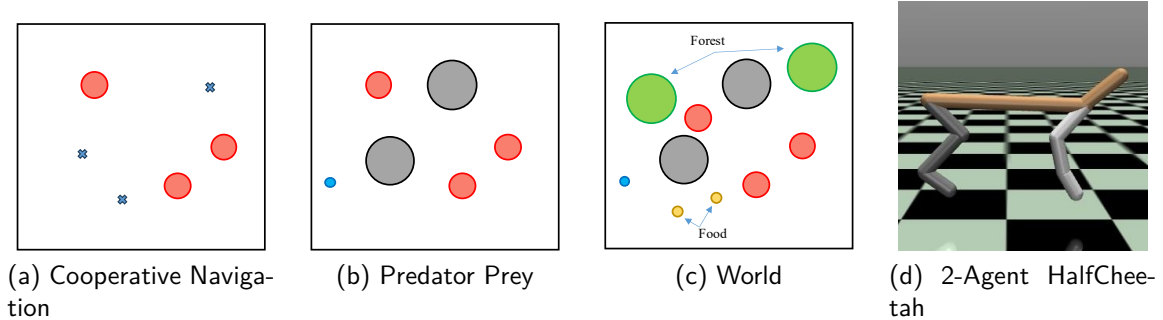 Forest
Food
(a) Cooperative Naviga-
tion
(b) Predator Prey
(c) World
(d) 2-Agent HalfChee-
tah